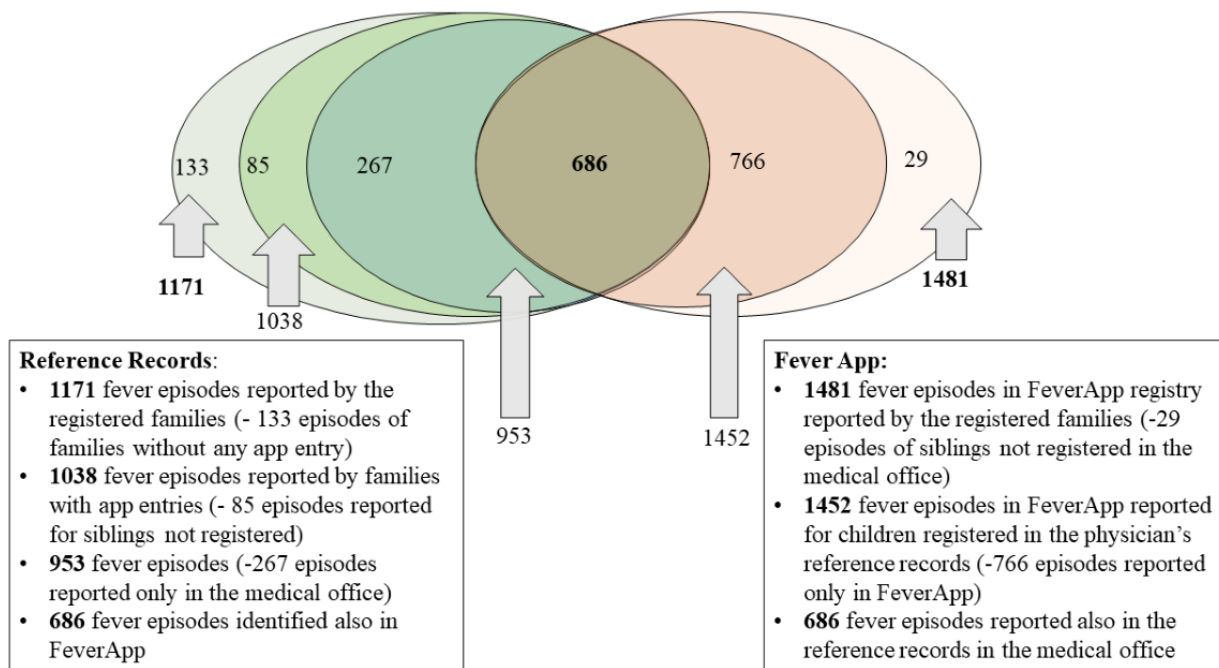 133 85 267 686 766 29
1171
1481
1038
953
1452
Reference Records:
• 1171 fever episodes reported by the
registered families (- 133 episodes of
families without any app entry)
• 1038 fever episodes reported by families
with app entries (- 85 episodes reported
for siblings not registered)
• 953 fever episodes (-267 episodes
reported only in the medical office)
• 686 fever episodes identified also in
FeverApp
Fever App:
• 1481 fever episodes in FeverApp registry
reported by the registered families (-29
episodes of siblings not registered in the
medical office)
• 1452 fever episodes in FeverApp reported
for children registered in the physician's
reference records (-766 episodes reported
only in FeverApp)
• 686 fever episodes reported also in the
reference records in the medical office